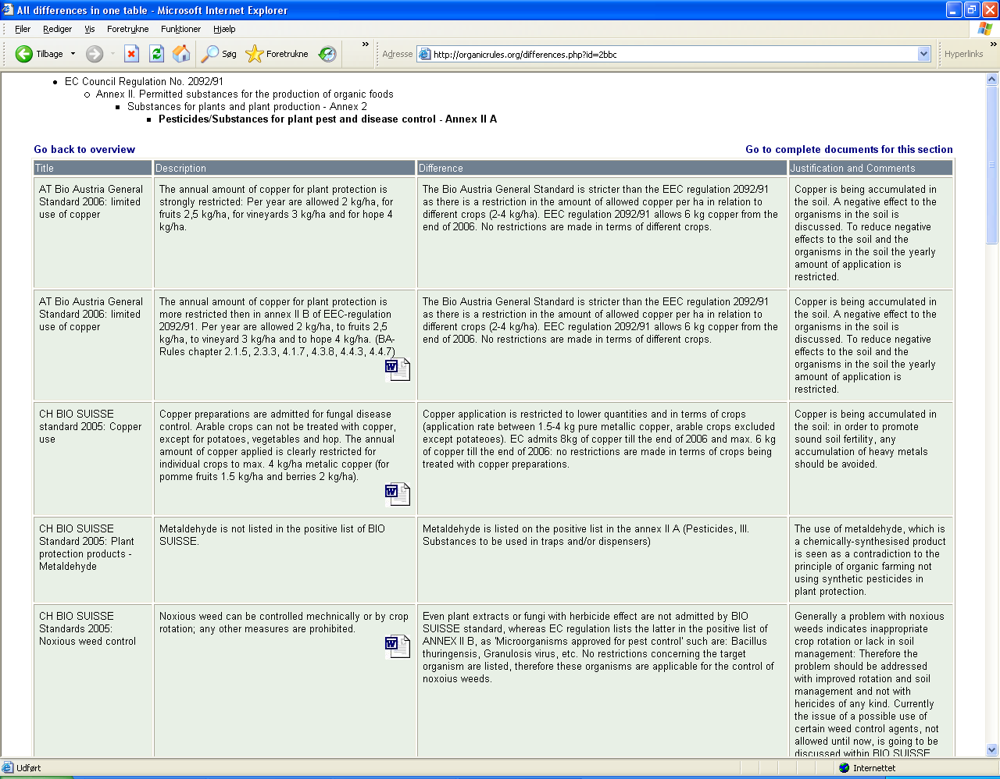 All differences in one table - Microsoft Internet Explorer
Filer Rediger Vis Foretrukne Funktioner Hjælp
Tilbage Søg Foretrukne » Adresse http://organicrules.org/differences.php?id=2bbc Hyperlinks »
EC Council Regulation No. 2092/91
Annex II. Permitted substances for the production of organic foods
Substances for plants and plant production - Annex 2
Pesticides/Substances for plant pest and disease control - Annex II A
Go back to overview
Go to complete documents for this section
Title
Description
Difference
Justification and Comments
AT Bio Austria General
Standard 2006: limited
use of copper
The annual amount of copper for plant protection is
strongly restricted: Per year are allowed 2 kg/ha, for
fruits 2,5 kg/ha, for vineyards 3 kg/ha and for hope 4
kg/ha.
The Bio Austria General Standard is stricter than the EEC regulation 2092/91
as there is a restriction in the amount of allowed copper per ha in relation to
different crops (2-4 kg/ha). EEC regulation 2092/91 allows 6 kg copper from the
end of 2006. No restrictions are made in terms of different crops.
Copper is being accumulated in
the soil. A negative effect to the
organisms in the soil is
discussed. To reduce negative
effects to the soil and the
organisms in the soil the yearly
amount of application is
restricted.
AT Bio Austria General
Standard 2006: limited
use of copper
The annual amount of copper for plant protection is
more restricted then in annex II B of EEC-regulation
2092/91. Per year are allowed 2 kg/ha, to fruits 2,5
kg/ha, to vineyard 3 kg/ha and to hope 4 kg/ha. (BA-
Rules chapter 2.1.5, 2.3.3, 4.1.7, 4.3.8, 4.4.3, 4.4.7)
The Bio Austria General Standard is stricter than the EEC regulation 2092/91
as there is a restriction in the amount of allowed copper per ha in relation to
different crops (2-4 kg/ha). EEC regulation 2092/91 allows 6 kg copper from the
end of 2006. No restrictions are made in terms of different crops.
Copper is being accumulated in
the soil. A negative effect to the
organisms in the soil is
discussed. To reduce negative
effects to the soil and the
organisms in the soil the yearly
amount of application is
restricted.
CH BIO SUISSE
standard 2005: Copper
use
Copper preparations are admitted for fungal disease
control. Arable crops can not be treated with copper,
except for potatoes, vegetables and hop. The annual
amount of copper applied is clearly restricted for
individual crops to max. 4 kg/ha metalic copper (for
pomme fruits 1.5 kg/ha and berries 2 kg/ha).
Copper application is restricted to lower quantities and in terms of crops
(application rate between 1.5-4 kg pure metallic copper, arable crops excluded
except potateoes). EC admits 8kg of copper till the end of 2006 and max. 6 kg
of copper till the end of 2006: no restrictions are made in terms of crops being
treated with copper preparations.
Copper is being accumulated in
the soil: in order to promote
sound soil fertility, any
accumulation of heavy metals
should be avoided.
CH BIO SUISSE
Standard 2005: Plant
protection products -
Metaldehyde
Metaldehyde is not listed in the positive list of BIO
SUISSE.
Metaldehyde is listed on the positive list in the annex II A (Pesticides, III.
Substances to be used in traps and/or dispensers)
The use of metaldehyde, which is
a chemically-synthesised product
is seen as a contradiction to the
principle of organic farming not
using synthetic pesticides in
plant protection.
CH BIO SUISSE
Standards 2005:
Noxious weed control
Noxious weed can be controlled mechnically or by crop
rotation; any other measures are prohibited.
Even plant extracts or fungi with herbicide effect are not admitted by BIO
SUISSE standard, whereas EC regulation lists the latter in the positive list of
ANNEX II B, as 'Microorganisms approved for pest control' such are: Bacillus
thuringensis, Granulosis virus, etc. No restrictions concerning the target
organism are listed, therefore these organisms are applicable for the control of
noxoius weeds.
Generally a problem with noxious
weeds indicates inappropriate
crop rotation or lack in soil
management: Therefore the
problem should be addressed
with improved rotation and soil
management and not with
hericides of any kind. Currently
the issue of a possible use of
certain weed control agents, not
allowed until now, is going to be
discussed within BIO SUISSE
Udført
Internettet